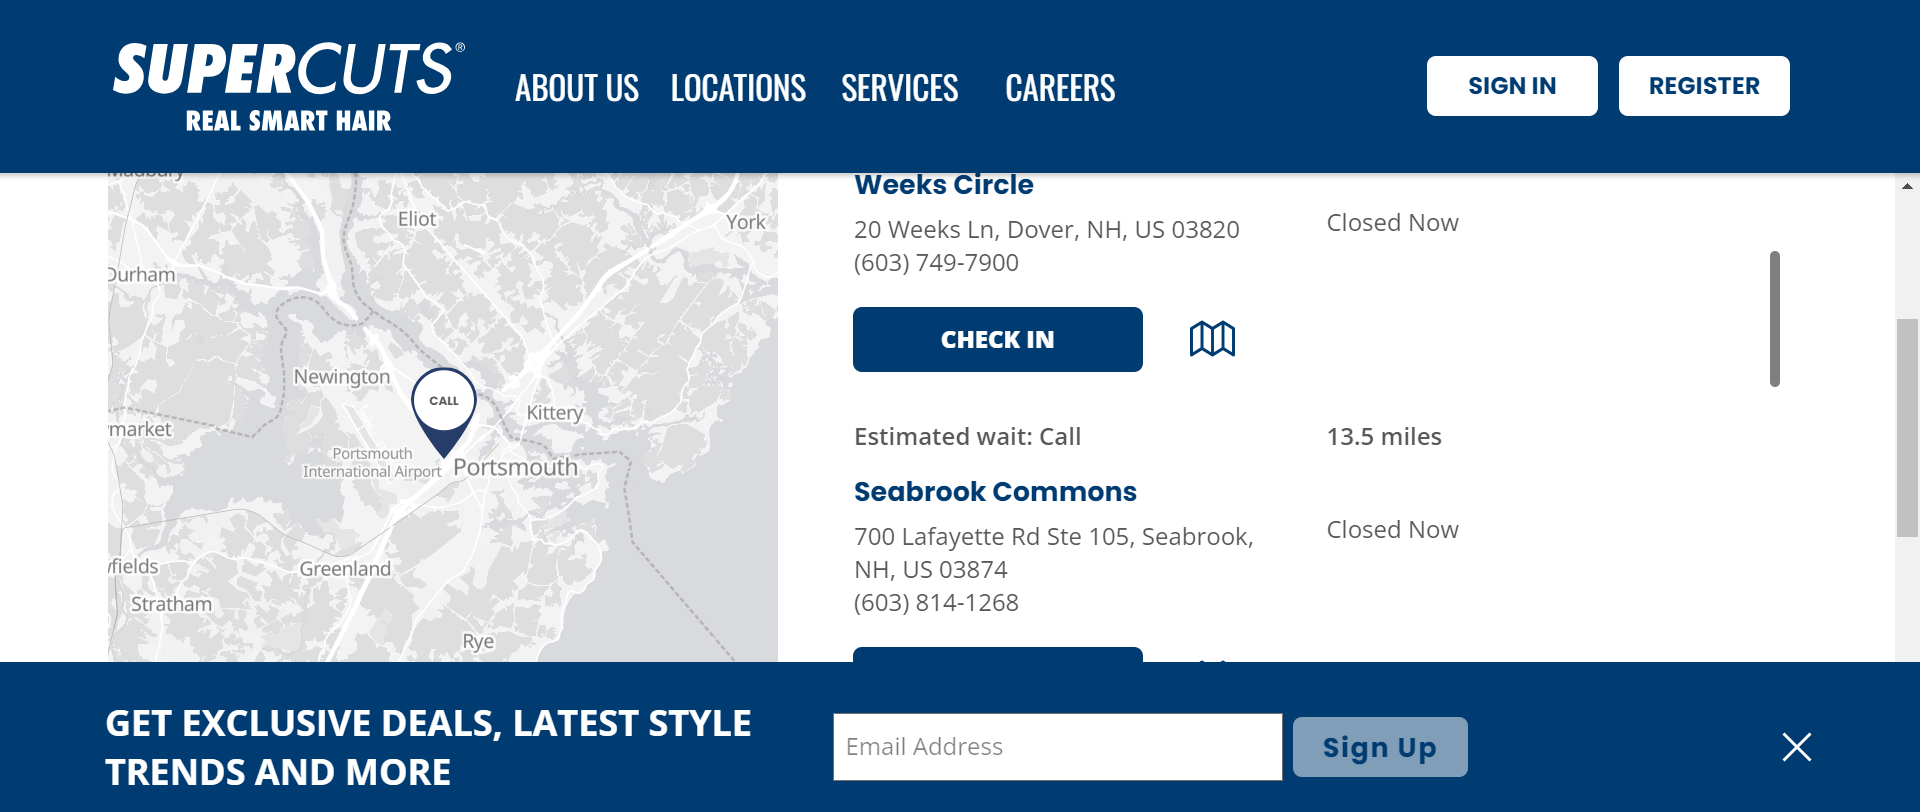 SUPERCUTS®
REAL SMART HAIR
ABOUT US
LOCATIONS
SERVICES
CAREERS
SIGN IN
REGISTER
Madbury
Eliot
York
Durham
Newington
CALL
Kittery
market
Portsmouth
International Airport
Portsmouth
fields
Greenland
Stratham
Rye
Weeks Circle
20 Weeks Ln, Dover, NH, US 03820
(603) 749-7900
Closed Now
CHECK IN
Estimated wait: Call
13.5 miles
Seabrook Commons
700 Lafayette Rd Ste 105, Seabrook,
NH, US 03874
(603) 814-1268
Closed Now
GET EXCLUSIVE DEALS, LATEST STYLE
TRENDS AND MORE
Email Address
Sign Up